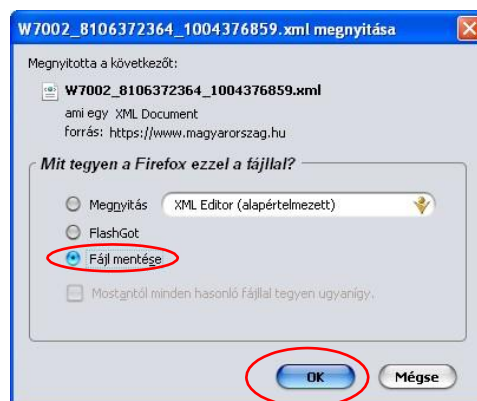 W7002_8106372364_1004376859.xml megnyitása
Megnyitotta a következőt:
W7002_8106372364_1004376859.xml
ami egy XML Document
forrás: https://www.magyarorszag.hu
Mit tegyen a Firefox ezzel a fájllal?
Megnyitás XML Editor (alapértelmezett)
FlashGot
Fájl mentése
Mostantól minden hasonló fájllal tegyen ugyanígy.
OK Mégse